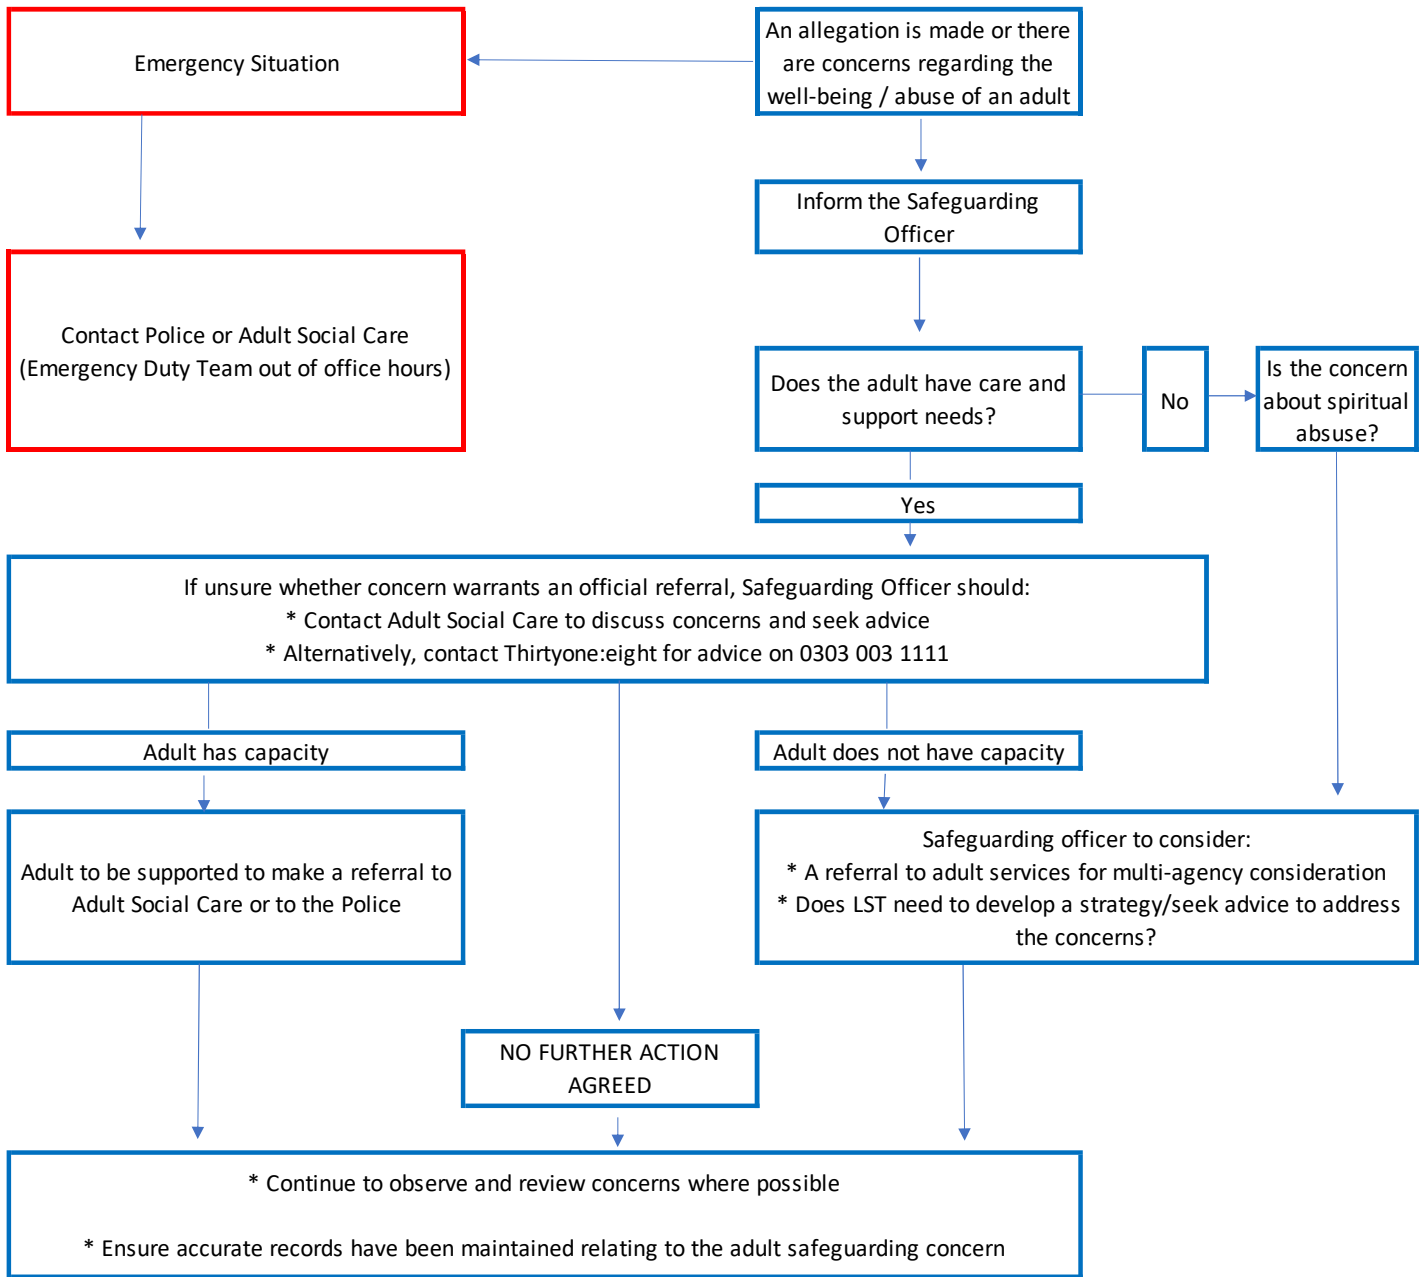 Emergency Situation
An allegation is made or there
are concerns regarding the
well-being / abuse of an adult
Inform the Safeguarding
Officer
Contact Police or Adult Social Care
(Emergency Duty Team out of office hours)
Does the adult have care and
support needs?
No
Is the concern
about spiritual
absuse?
Yes
If unsure whether concern warrants an official referral, Safeguarding Officer should:
* Contact Adult Social Care to discuss concerns and seek advice
* Alternatively, contact Thirtyone:eight for advice on 0303 003 1111
Adult has capacity
Adult does not have capacity
Adult to be supported to make a referral to
Adult Social Care or to the Police
Safeguarding officer to consider:
* A referral to adult services for multi-agency consideration
* Does LST need to develop a strategy/seek advice to address
the concerns?
NO FURTHER ACTION
AGREED
* Continue to observe and review concerns where possible
* Ensure accurate records have been maintained relating to the adult safeguarding concern